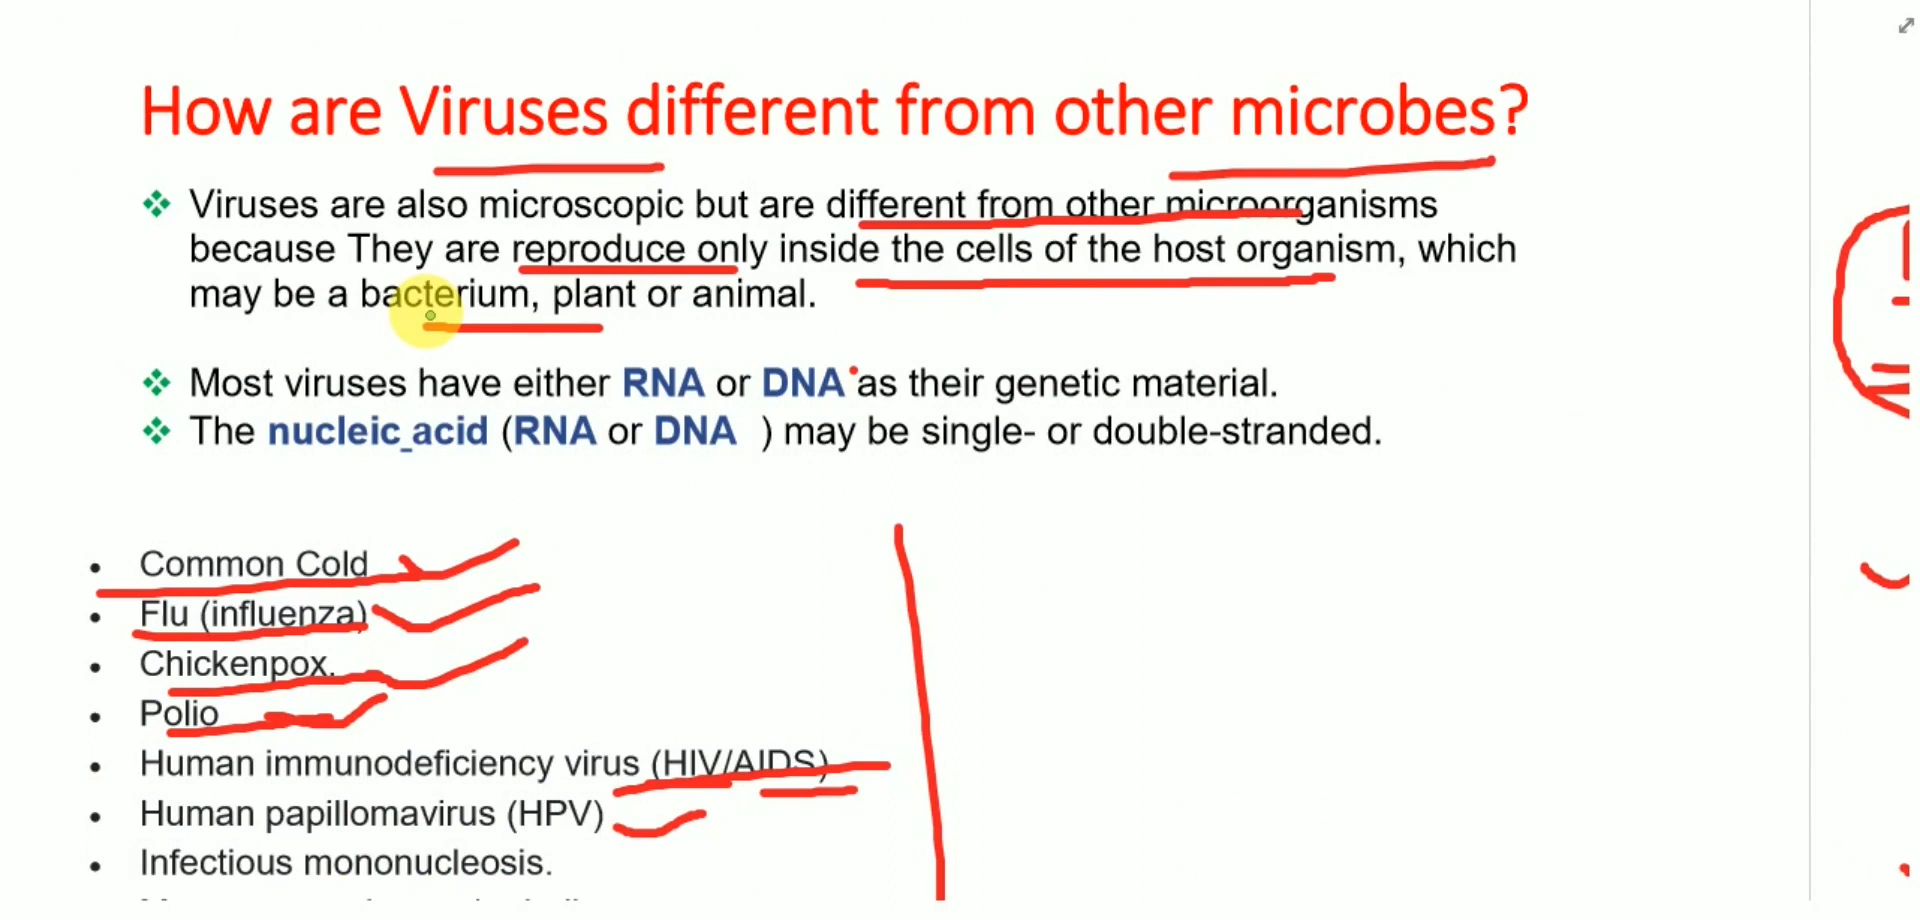 How are Viruses different from other microbes?
Viruses are also microscopic but are different from other microorganisms
because They are reproduce only inside the cells of the host organism, which
may be a bacterium, plant or animal.
Most viruses have either RNA or DNA as their genetic material.
The nucleic_acid (RNA or DNA ) may be single- or double-stranded.
Common Cold
Flu (influenza)
Chickenpox.
Polio
Human immunodeficiency virus (HIV/AIDS)
Human papillomavirus (HPV)
Infectious mononucleosis.